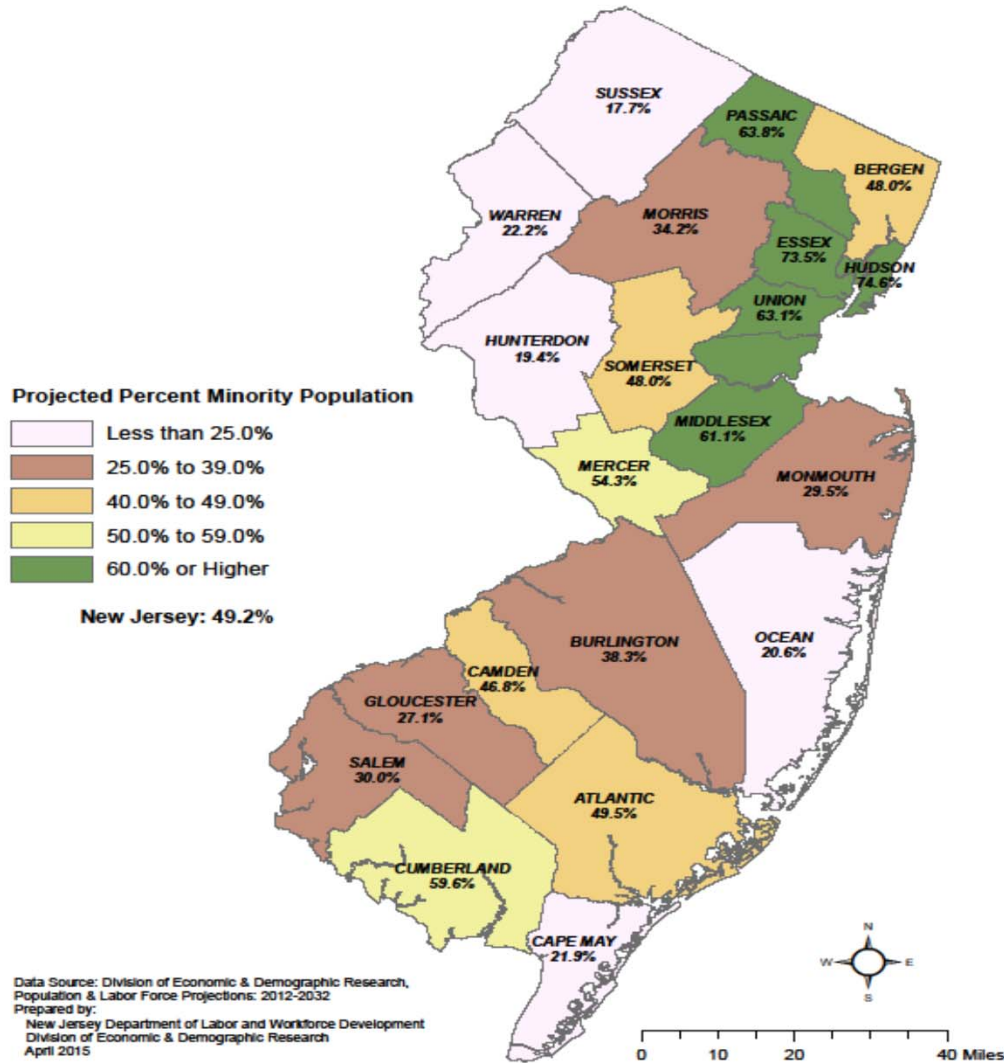 SUSSEX
17.7%
PASSAIC
63.8%
BERGEN
48.0%
WARREN
22.2%
MORRIS
34.2%
ESSEX
73.5%
HUDSON
74.6%
UNION
63.1%
HUNTERDON
19.4%
SOMERSET
48.0%
MIDDLESEX
61.1%
MERCER
54.3%
MONMOUTH
29.5%
Projected Percent Minority Population
Less than 25.0%
25.0% to 39.0%
40.0% to 49.0%
50.0% to 59.0%
60.0% or Higher
New Jersey: 49.2%
BURLINGTON
38.3%
OCEAN
20.6%
CAMDEN
46.8%
GLOUCESTER
27.1%
SALEM
30.0%
ATLANTIC
49.5%
CUMBERLAND
59.6%
CAPE MAY
21.9%
N
W E
S
Data Source: Division of Economic & Demographic Research,
Population & Labor Force Projections: 2012-2032
Prepared by:
New Jersey Department of Labor and Workforce Development
Division of Economic & Demographic Research
April 2015
0 10 20 40 Miles